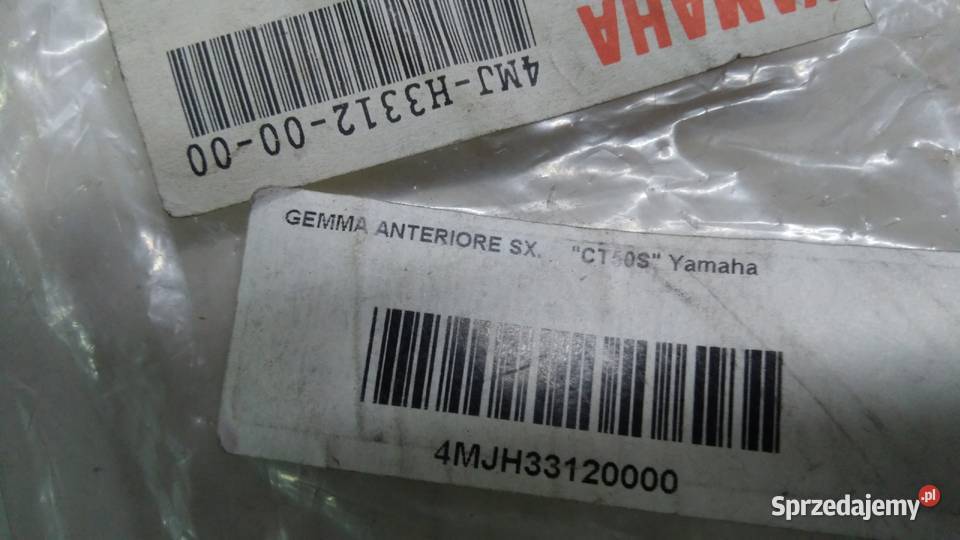 YAMAHA
4MJ-H3312-00-00
GEMMA ANTERIORE SX. "CT50S" Yamaha
4MJH33120000
Sprzedajemy.pl